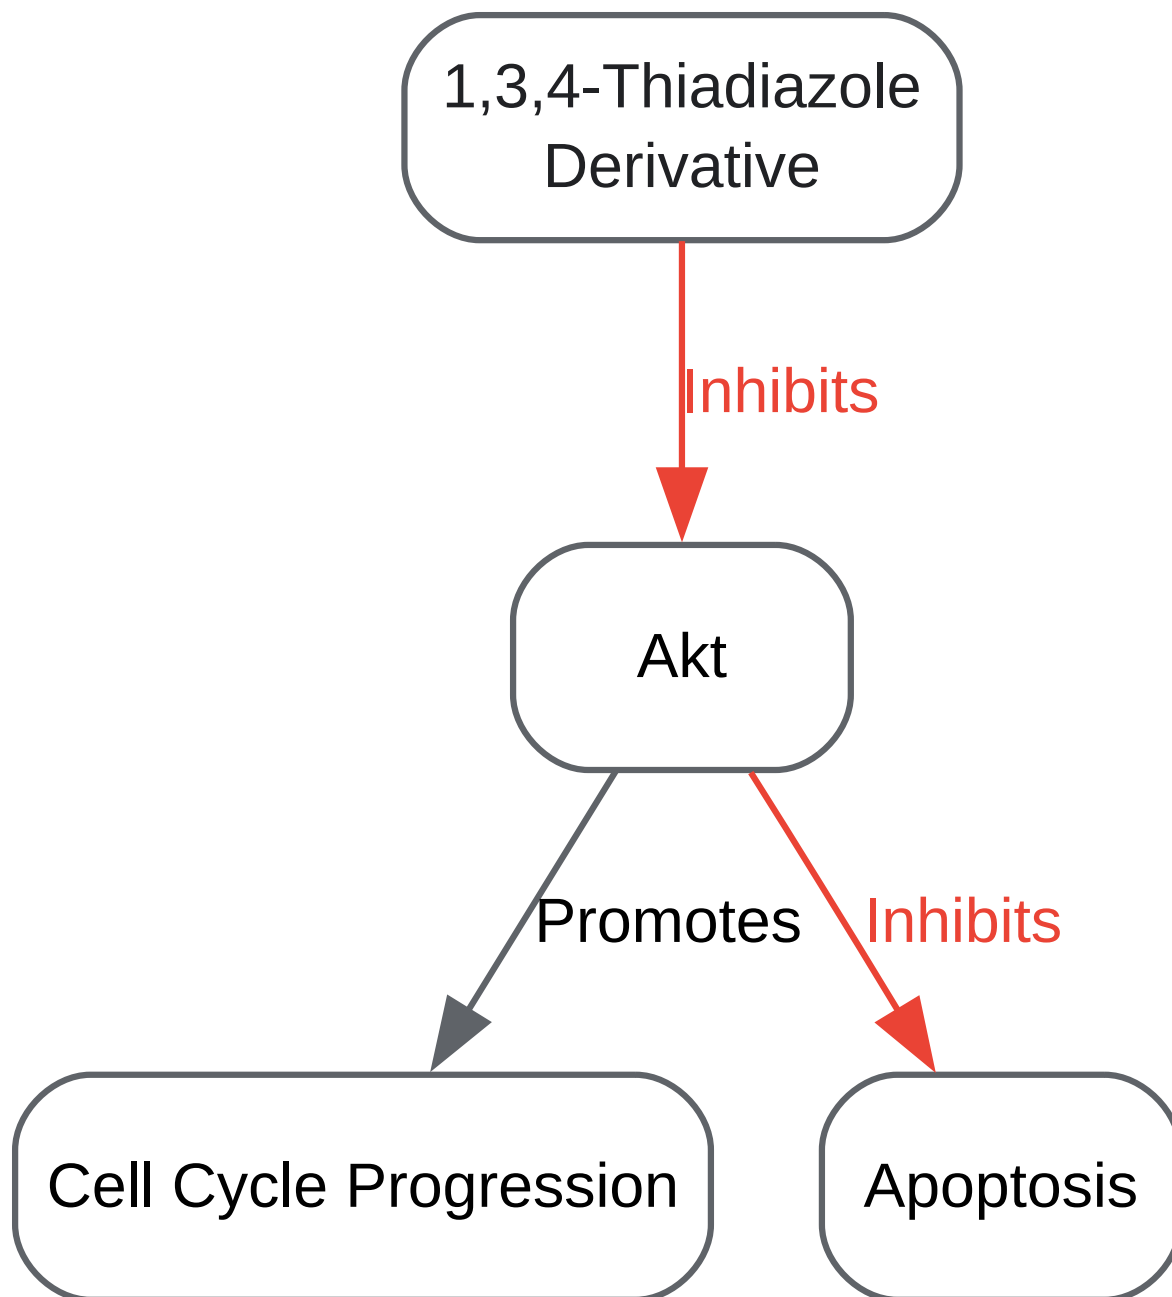 1,3,4-Thiadiazole
Derivative
Inhibits
Akt
Promotes
Inhibits
Cell Cycle Progression
Apoptosis